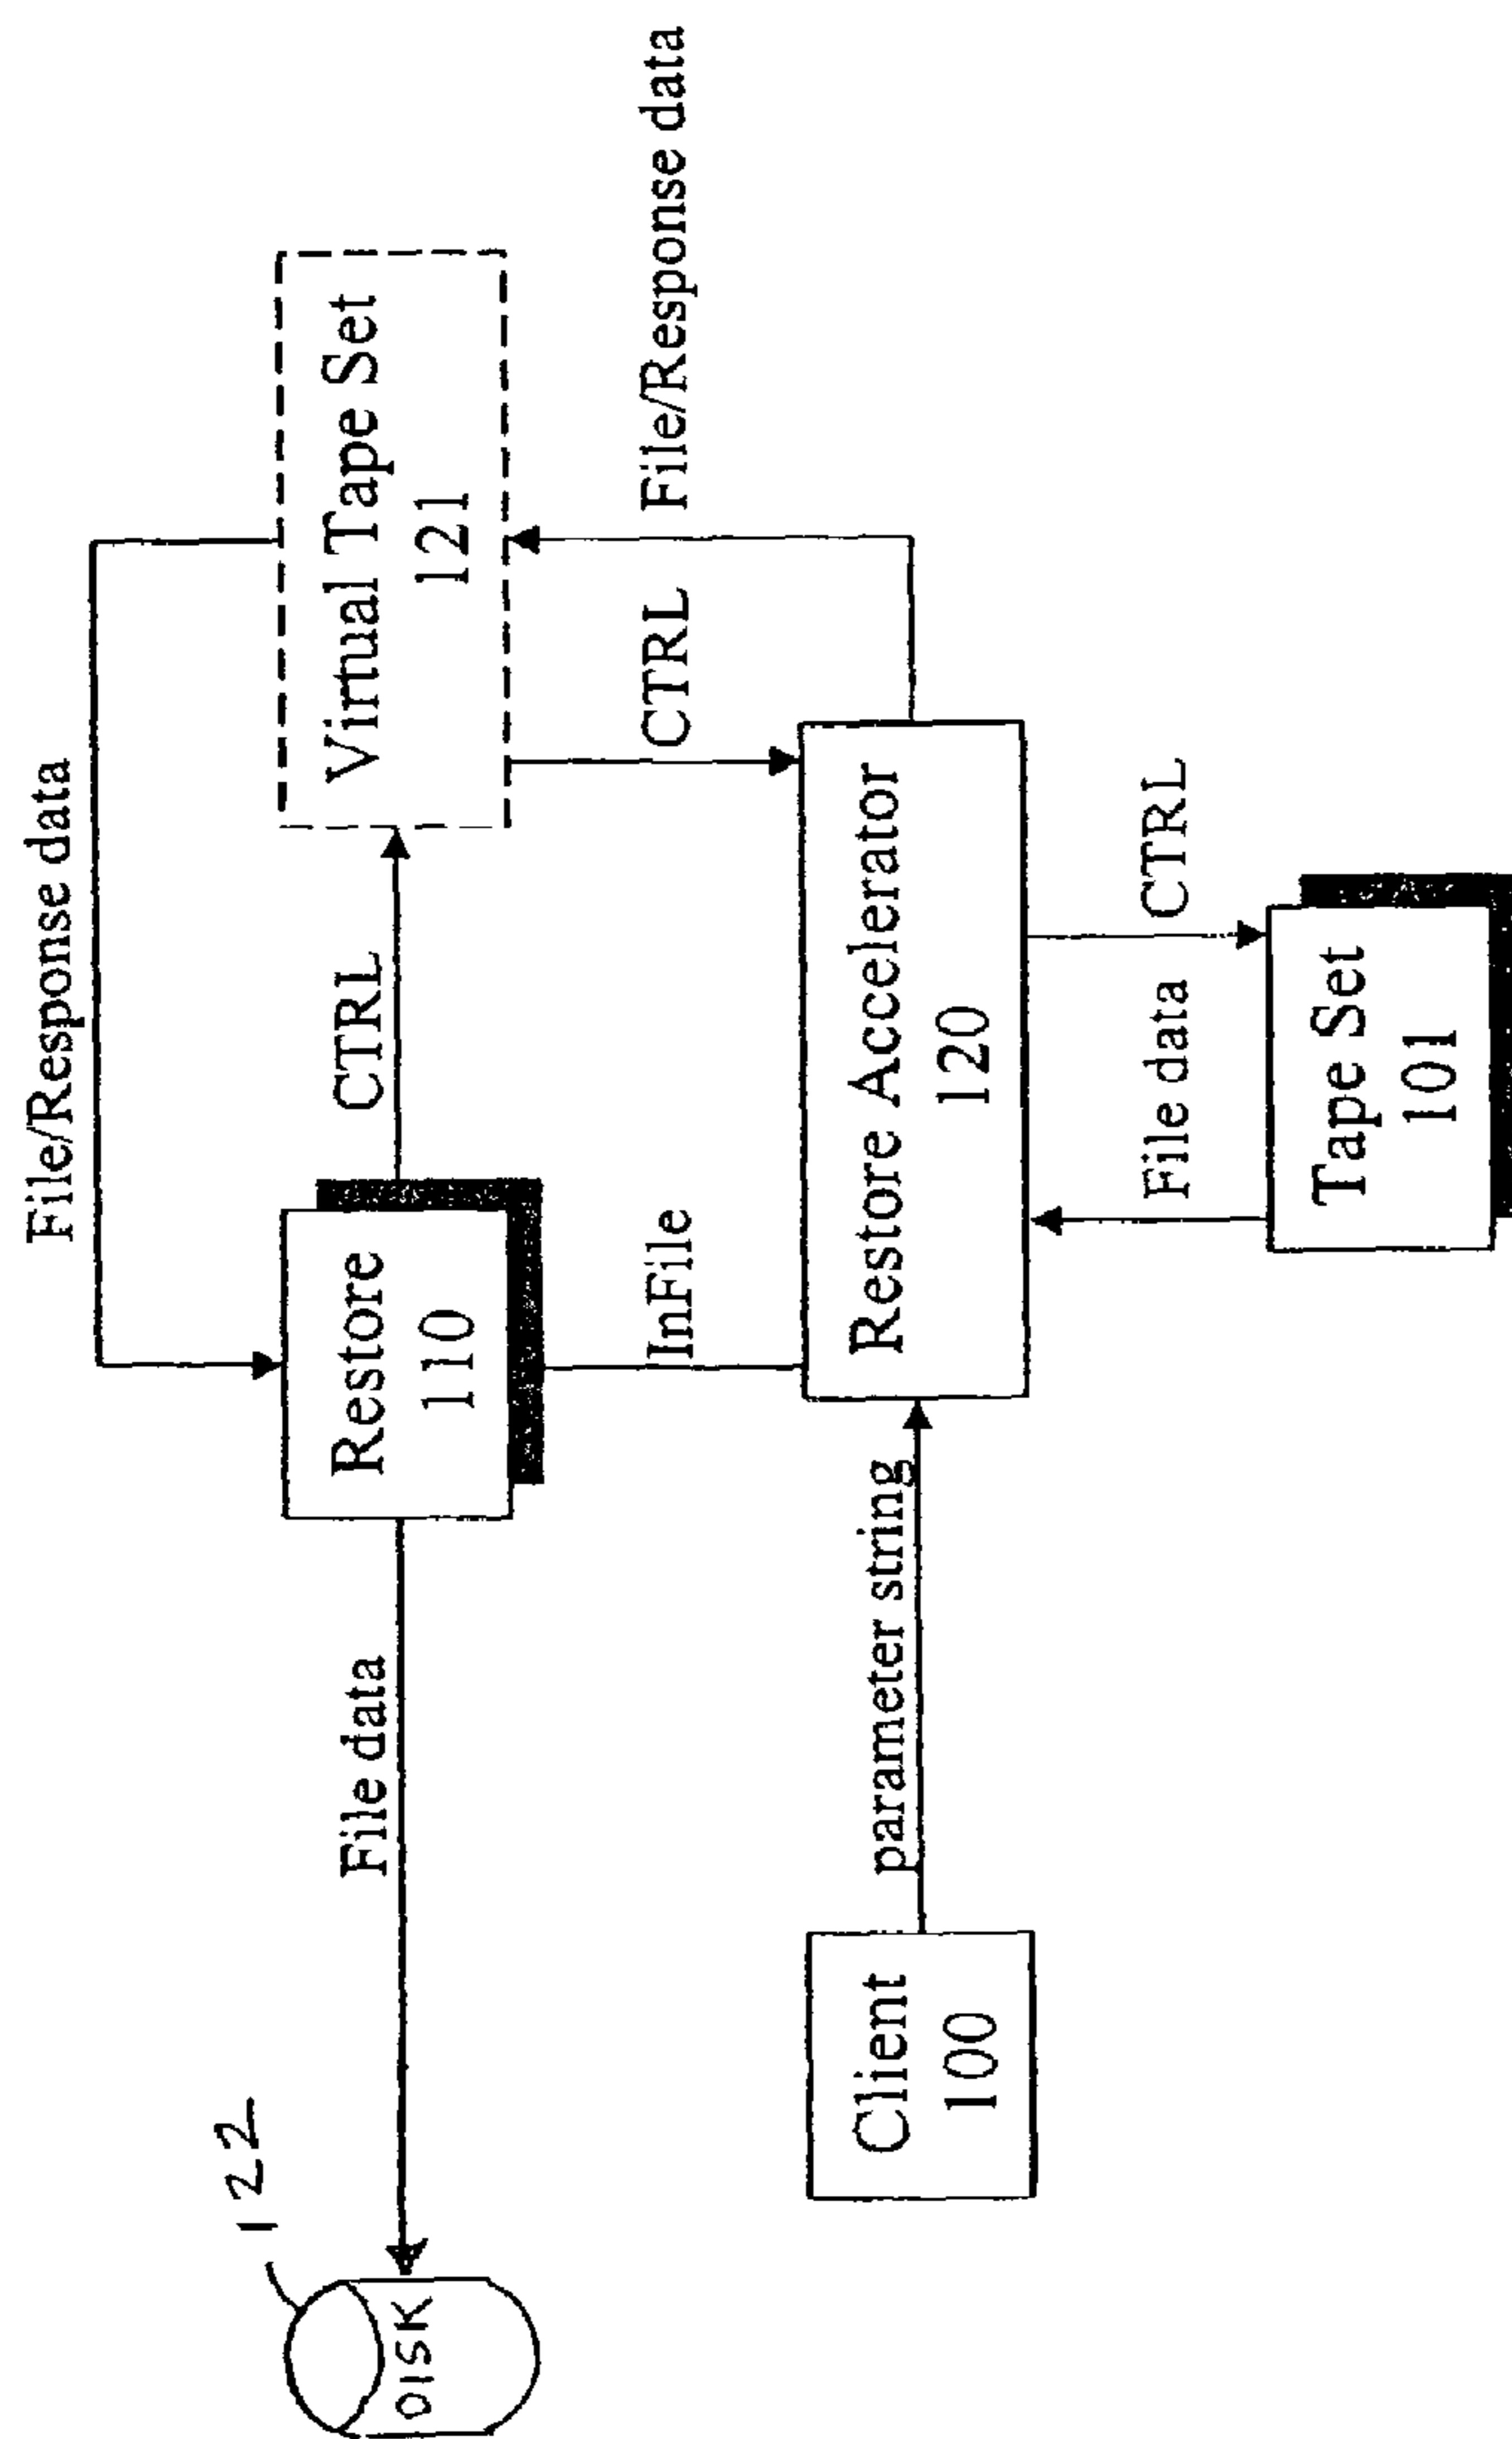 File/Response data
122
DISK
File data
Restore
110
CTRL
Virtual Tape Set
121
InFile
CTRL
File/Response data
Client
100
parameter string
Restore Accelerator
120
File data
CTRL
Tape Set
101